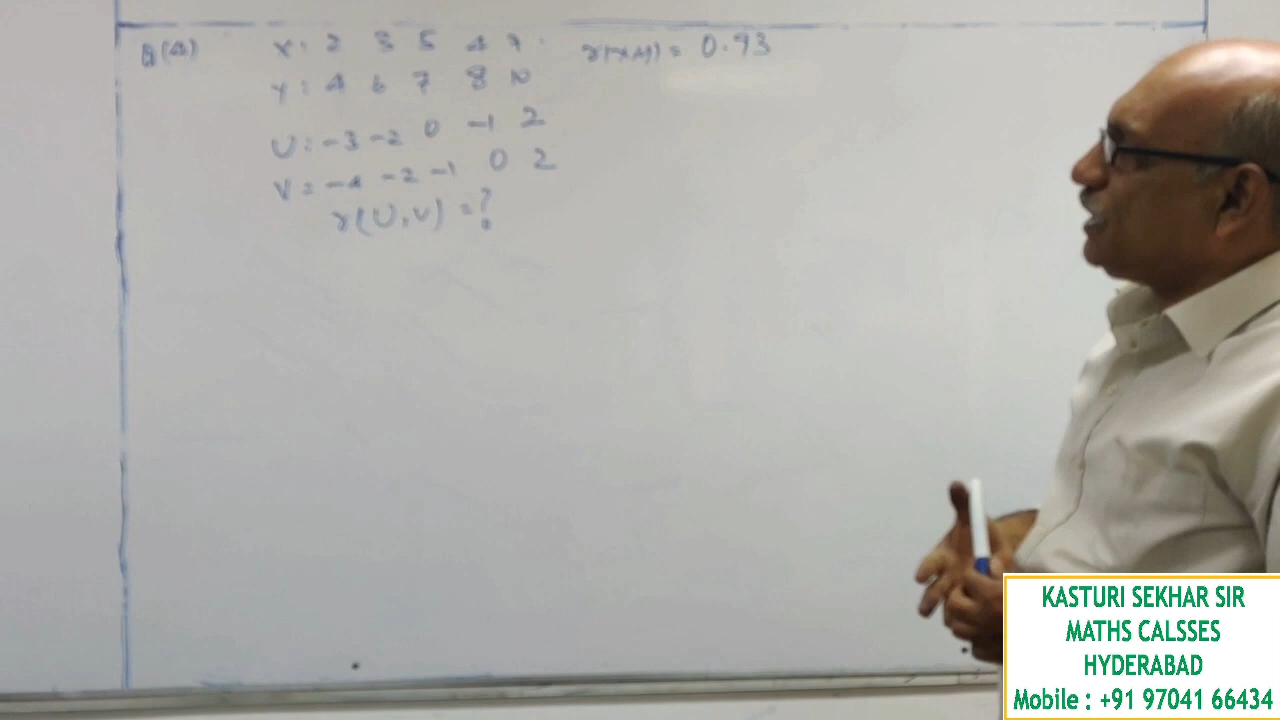 Q(4) X: 2 3 5 4 7. r(x,y) = 0.93
Y: 4 6 7 8 10
U: -3 -2 0 -1 2
V = -4 -2 -1 0 2
r(U,V) = ?
KASTURI SEKHAR SIR
MATHS CALSSES
HYDERABAD
Mobile : +91 97041 66434